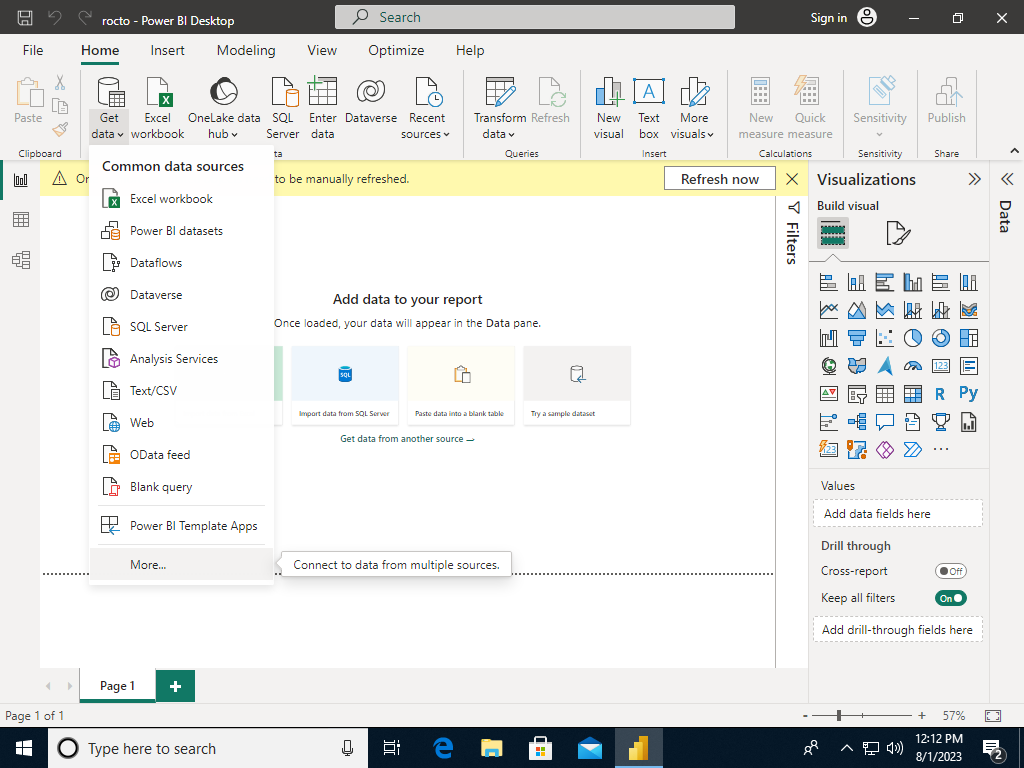 rocto - Power BI Desktop
Search
Sign in
File
Home
Insert
Modeling
View
Optimize
Help
Paste
Get data
Excel workbook
OneLake data hub
SQL Server
Enter data
Dataverse
Recent sources
Transform data
Refresh
New visual
Text box
More visuals
New measure
Quick measure
Sensitivity
Publish
Clipboard
ta
Queries
Insert
Calculations
Sensitivity
Share
Common data sources
Excel workbook
Power BI datasets
Dataflows
Dataverse
SQL Server
Analysis Services
Text/CSV
Web
OData feed
Blank query
Power BI Template Apps
More...
Connect to data from multiple sources.
to be manually refreshed.
Refresh now
Filters
Add data to your report
Once loaded, your data will appear in the Data pane.
SQL
Import data from SQL Server
Paste data into a blank table
Try a sample dataset
Get data from another source
Visualizations
Data
Build visual
123
R
Py
123
Values
Add data fields here
Drill through
Cross-report
Off
Keep all filters
On
Add drill-through fields here
Page 1
Page 1 of 1
- + 57%
Type here to search
12:12 PM
8/1/2023
2